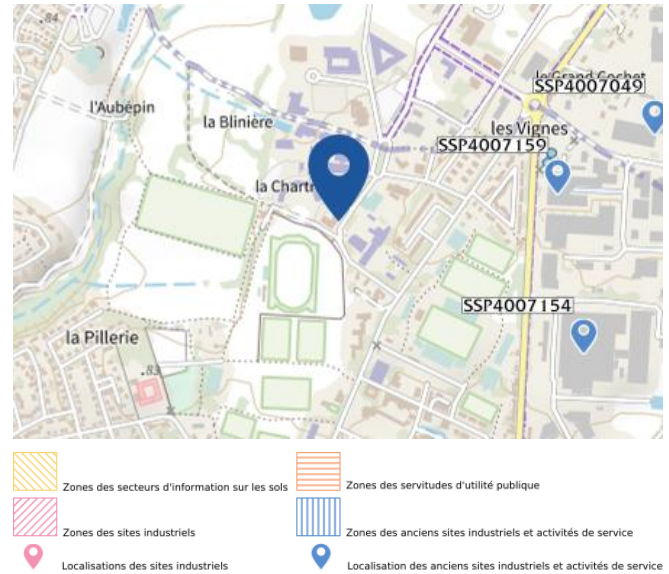 84
l'Aubépin
la Blinière
le Grand Cochet
SSP4007049
les Vignes
SSP4007159
la Chartr
SSP4007154
la Pillerie
83
Zones des secteurs d'information sur les sols
Zones des servitudes d'utilité publique
Zones des sites industriels
Zones des anciens sites industriels et activités de service
Localisations des sites industriels
Localisation des anciens sites industriels et activités de service